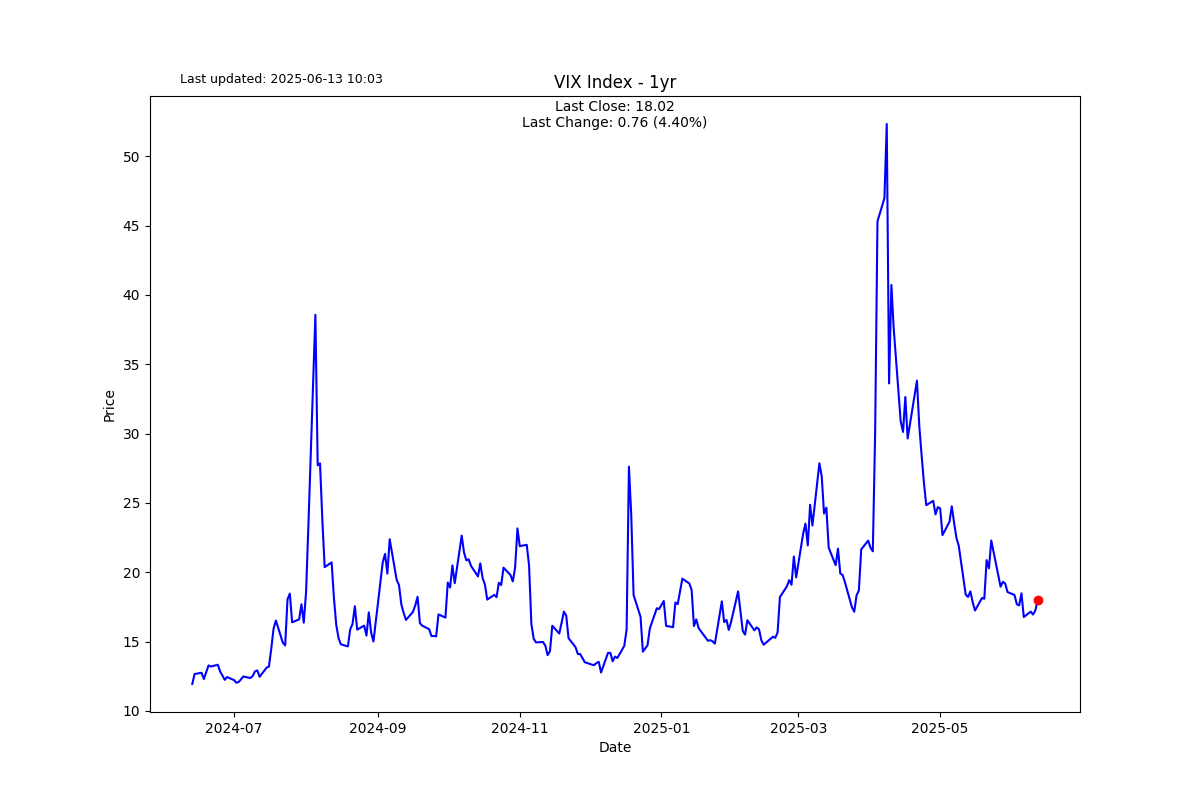 Last updated: 2025-06-13 10:03
VIX Index - 1yr
Last Close: 18.02
Last Change: 0.76 (4.40%)
50
45
40
35
30
25
20
15
10
Price
2024-07
2024-09
2024-11
2025-01
2025-03
2025-05
Date